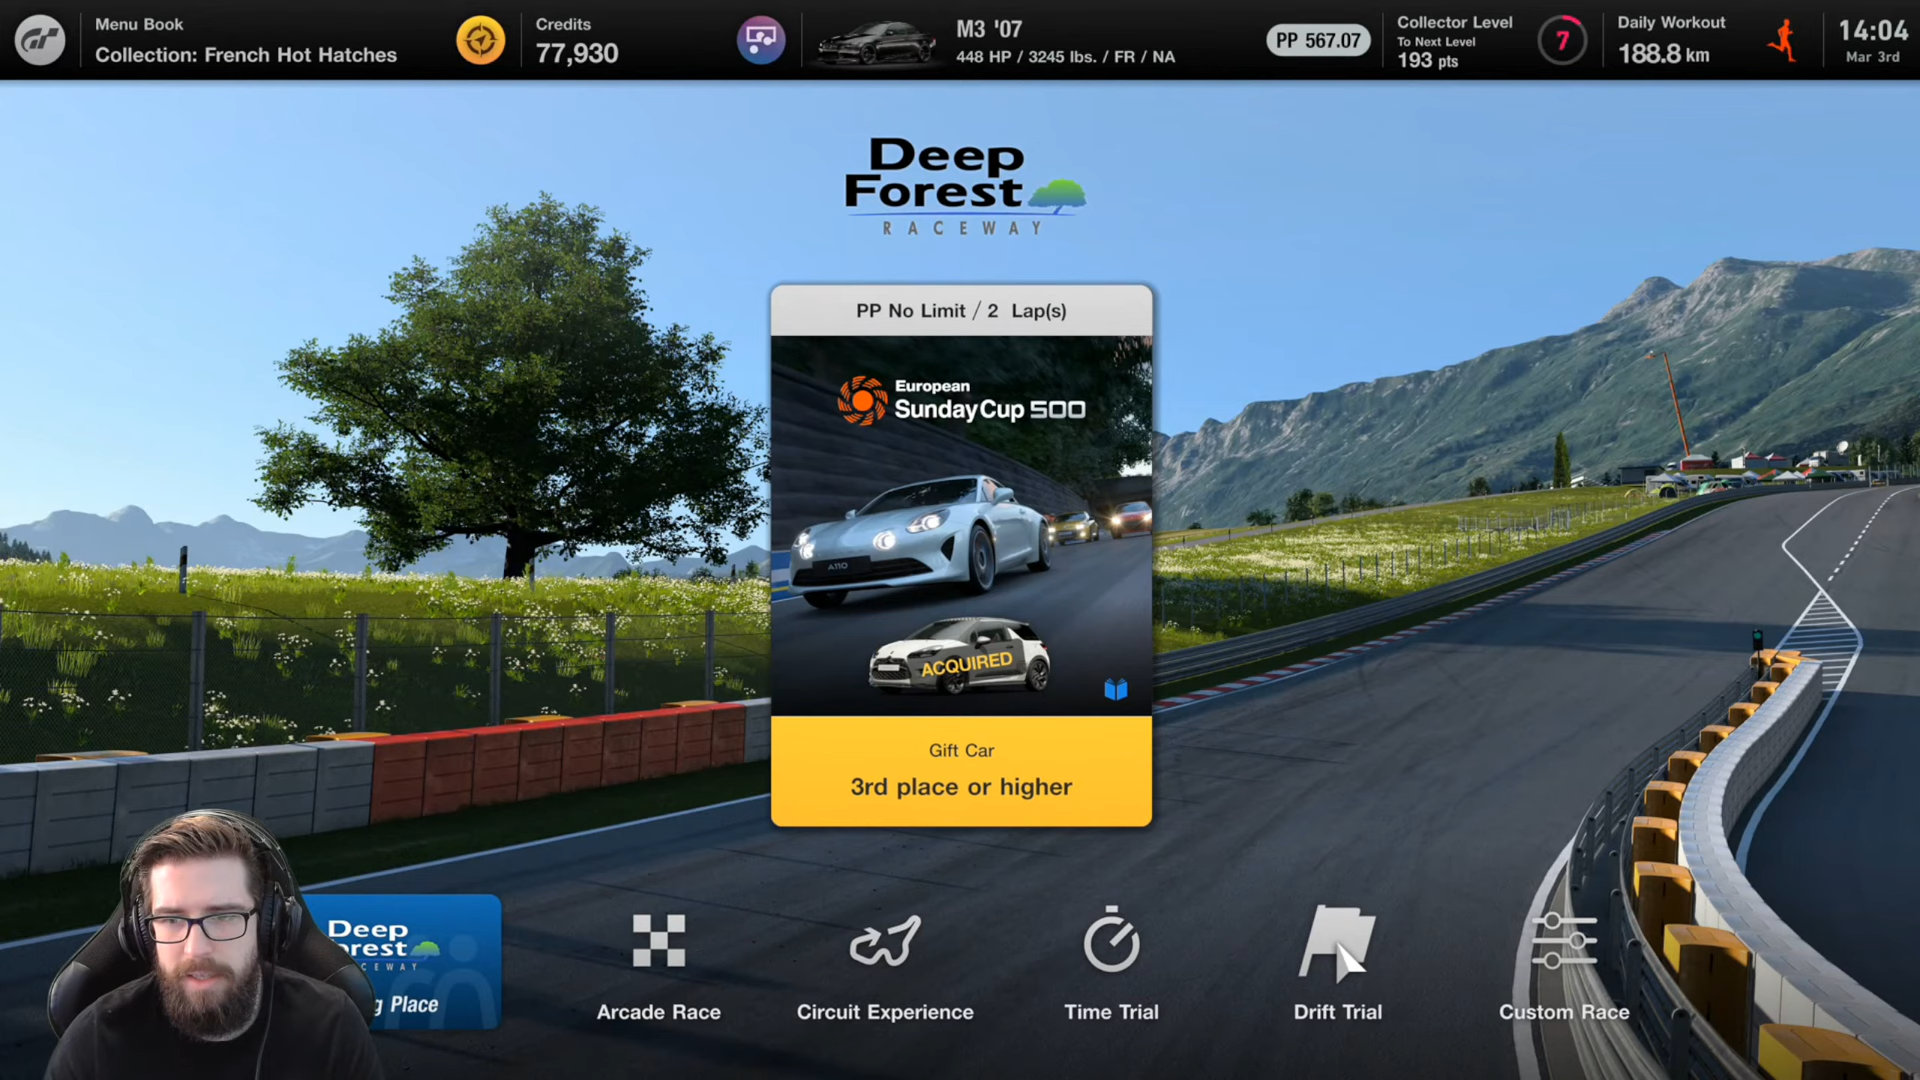 Menu Book
Collection: French Hot Hatches
Credits
77,930
M3 '07
448 HP / 3245 lbs. / FR / NA
PP 567.07
Collector Level
To Next Level
193 pts
7
Daily Workout
188.8 km
14:04
Mar 3rd
Deep
Forest
RACEWAY
PP No Limit / 2 Lap(s)
European
SundayCup 500
A110
ACQUIRED
Gift Car
3rd place or higher
Deep
Place
Arcade Race
Circuit Experience
Time Trial
Drift Trial
Custom Race